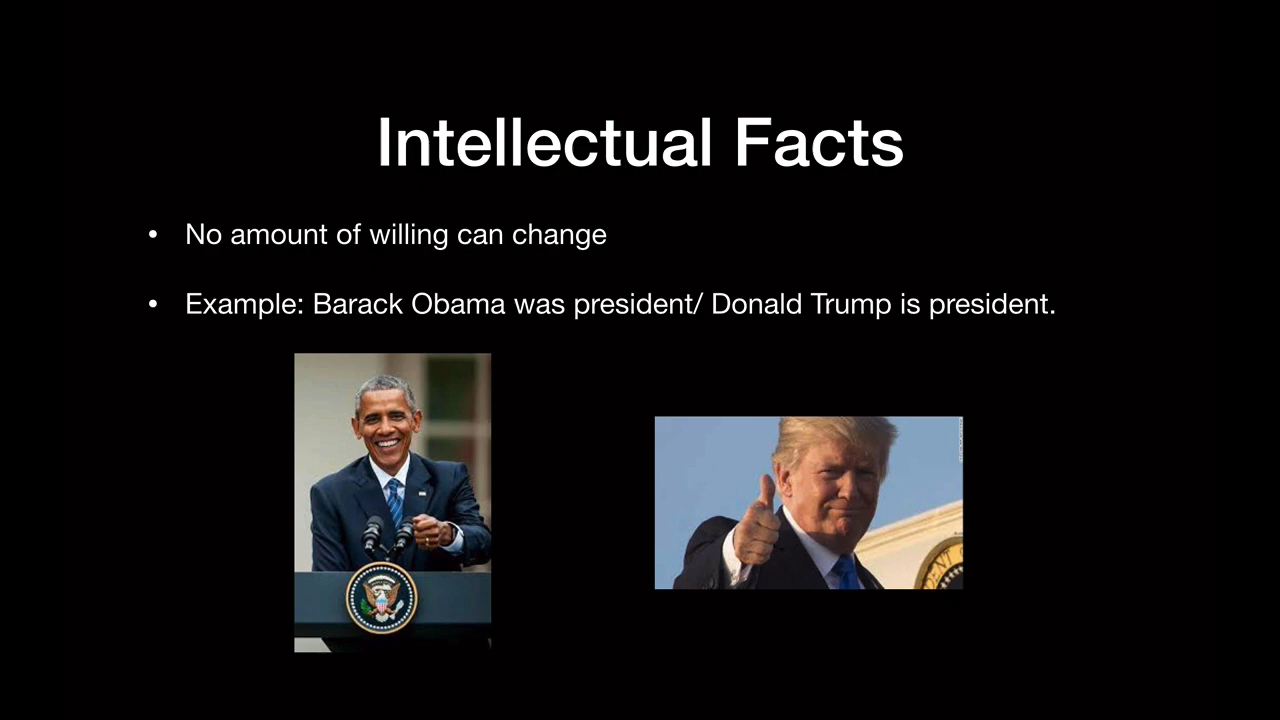 Intellectual Facts
• No amount of willing can change
• Example: Barack Obama was president/ Donald Trump is president.